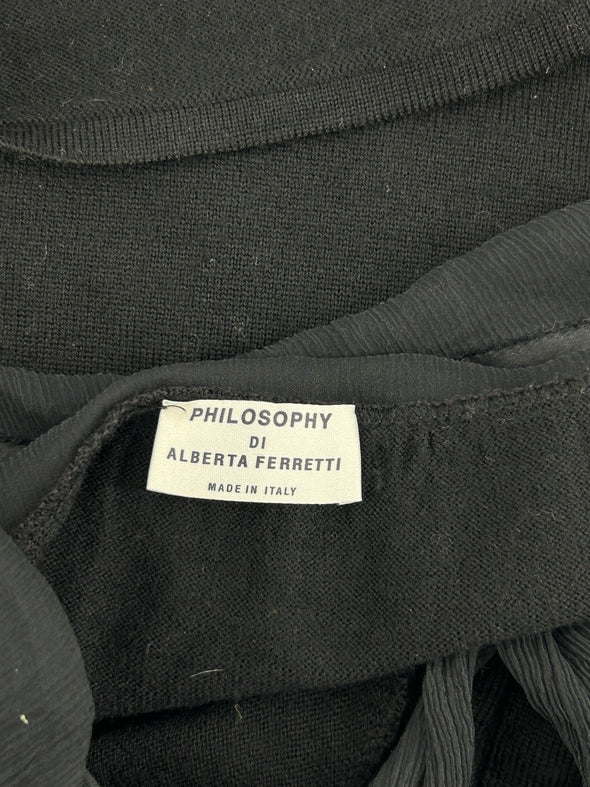 PHILOSOPHY
DI
ALBERTA FERRETTI
MADE IN ITALY